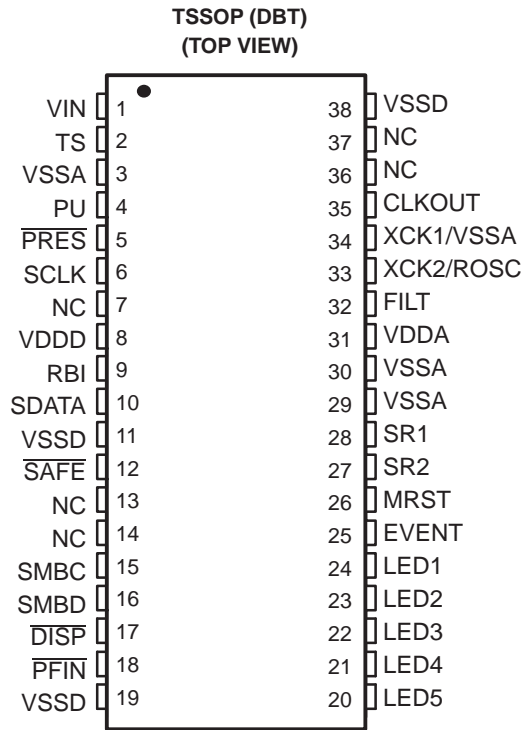 TSSOP (DBT)
(TOP VIEW)
VIN 1 38 VSSD
TS 2 37 NC
VSSA 3 36 NC
PU 4 35 CLKOUT
P̅R̅E̅S̅ 5 34 XCK1/VSSA
SCLK 6 33 XCK2/ROSC
NC 7 32 FILT
VDDD 8 31 VDDA
RBI 9 30 VSSA
SDATA 10 29 VSSA
VSSD 11 28 SR1
S̅A̅F̅E̅ 12 27 SR2
NC 13 26 MRST
NC 14 25 EVENT
SMBC 15 24 LED1
SMBD 16 23 LED2
D̅I̅S̅P̅ 17 22 LED3
P̅F̅I̅N̅ 18 21 LED4
VSSD 19 20 LED5